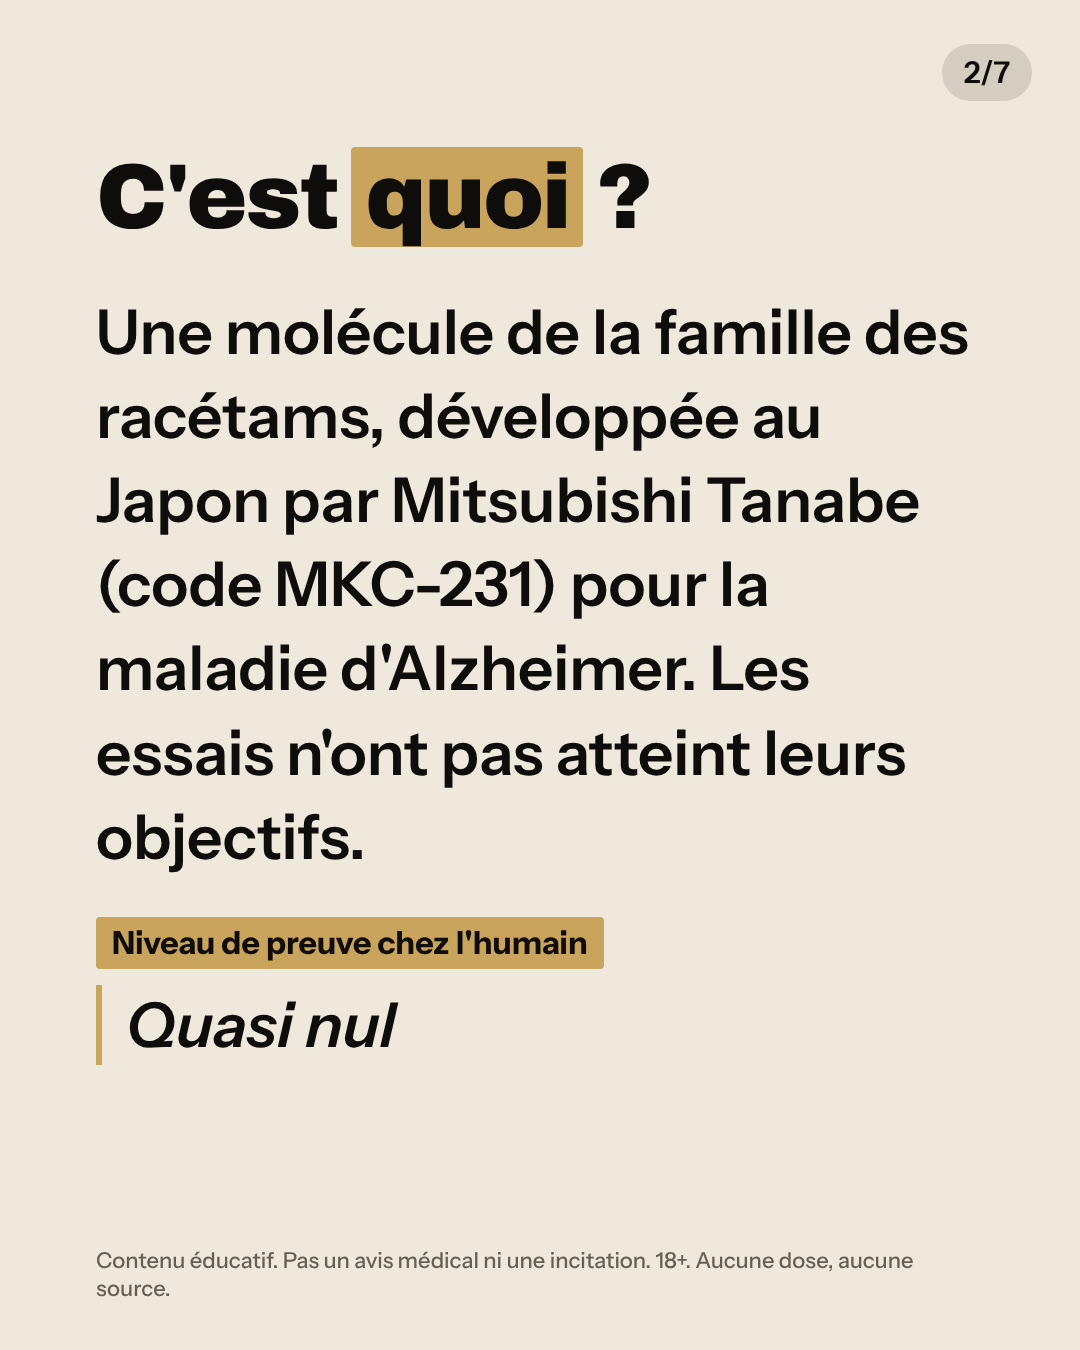 2/7
C'est quoi ?
Une molécule de la famille des
racétams, développée au
Japon par Mitsubishi Tanabe
(code MKC-231) pour la
maladie d'Alzheimer. Les
essais n'ont pas atteint leurs
objectifs.
Niveau de preuve chez l'humain
Quasi nul
Contenu éducatif. Pas un avis médical ni une incitation. 18+. Aucune dose, aucune
source.